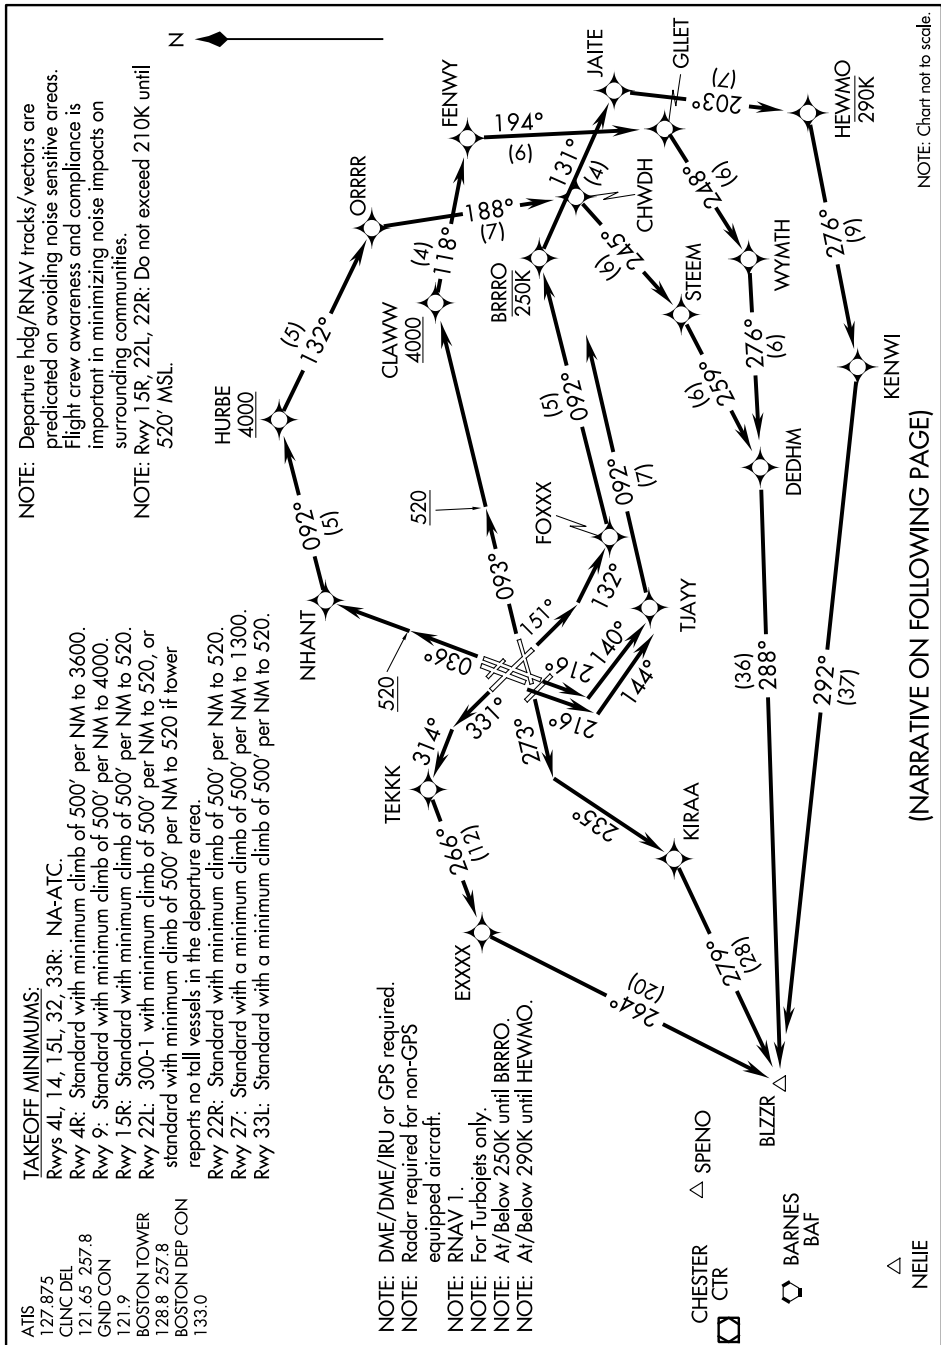 ATIS
127.875
CLNC DEL
121.65 257.8
GND CON
121.9
BOSTON TOWER
128.8 257.8
BOSTON DEP CON
133.0
TAKEOFF MINIMUMS:
Rwys 4L, 14, 15L, 32, 33R: NA-ATC.
Rwy 4R: Standard with minimum climb of 500' per NM to 3600.
Rwy 9: Standard with minimum climb of 500' per NM to 4000.
Rwy 15R: Standard with minimum climb of 500' per NM to 520.
Rwy 22L: 300-1 with minimum climb of 500' per NM to 520, or
standard with minimum climb of 500' per NM to 520 if tower
reports no tall vessels in the departure area.
Rwy 22R: Standard with minimum climb of 500' per NM to 520.
Rwy 27: Standard with a minimum climb of 500' per NM to 1300.
Rwy 33L: Standard with a minimum climb of 500' per NM to 520.
NOTE: Departure hdg/RNAV tracks/vectors are
predicated on avoiding noise sensitive areas.
Flight crew awareness and compliance is
important in minimizing noise impacts on
surrounding communities.
NOTE: Rwy 15R, 22L, 22R: Do not exceed 2110K until
520' MSL.
N
NOTE: DME/DME/IRU or GPS required.
NOTE: Radar required for non-GPS
equipped aircraft.
NOTE: RNAV 1.
NOTE: For Turbojets only.
NOTE: At/Below 250K until BRRRO.
NOTE: At/Below 290K until HEWMO.
NHANT
092°
(5)
HURBE
4000
(5)
132°
ORRRR
188°
(7)
FENWY
194°
(6)
CLAWW
4000
(4)
118°
520
036°
520
093°
TEKKK
314°
331°
266°
(12)
EXXXX
264°
(20)
151°
132°
FOXXX
092°
(5)
BRRRO
250K
131°
(4)
JAITE
203°
(7)
GLLET
248°
(6)
CHWDH
245°
(6)
STEEM
259°
(6)
WYMTH
276°
(6)
HEWMO
290K
276°
(9)
KENWI
292°
(37)
216°
140°
216°
144°
TJAYY
092°
(7)
273°
235°
KIRAA
279°
(28)
DEDHM
(36)
288°
BLZZR
SPENO
CHESTER
CTR
BARNES
BAF
NELIE
(NARRATIVE ON FOLLOWING PAGE)
NOTE: Chart not to scale.